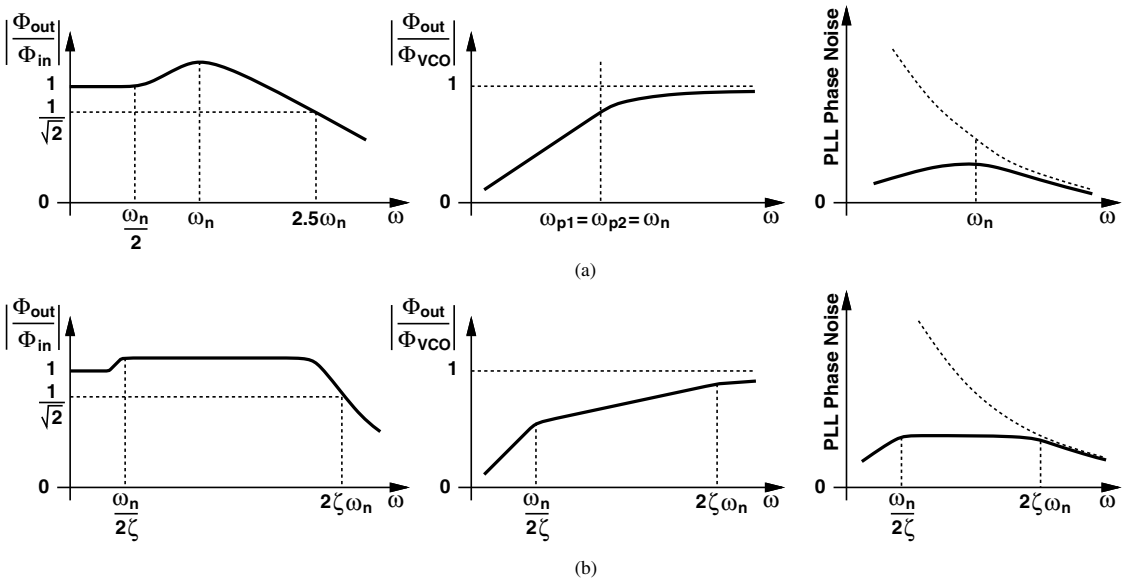 |Φout/Φin|
1
1/√2
0
ωn/2
ωn
2.5ωn
ω
|Φout/ΦVCO|
1
0
ωp1=ωp2=ωn
ω
PLL Phase Noise
0
ωn
ω
(a)
|Φout/Φin|
1
1/√2
0
ωn/2ζ
2ζωn
ω
|Φout/ΦVCO|
1
0
ωn/2ζ
2ζωn
ω
PLL Phase Noise
0
ωn/2ζ
2ζωn
ω
(b)